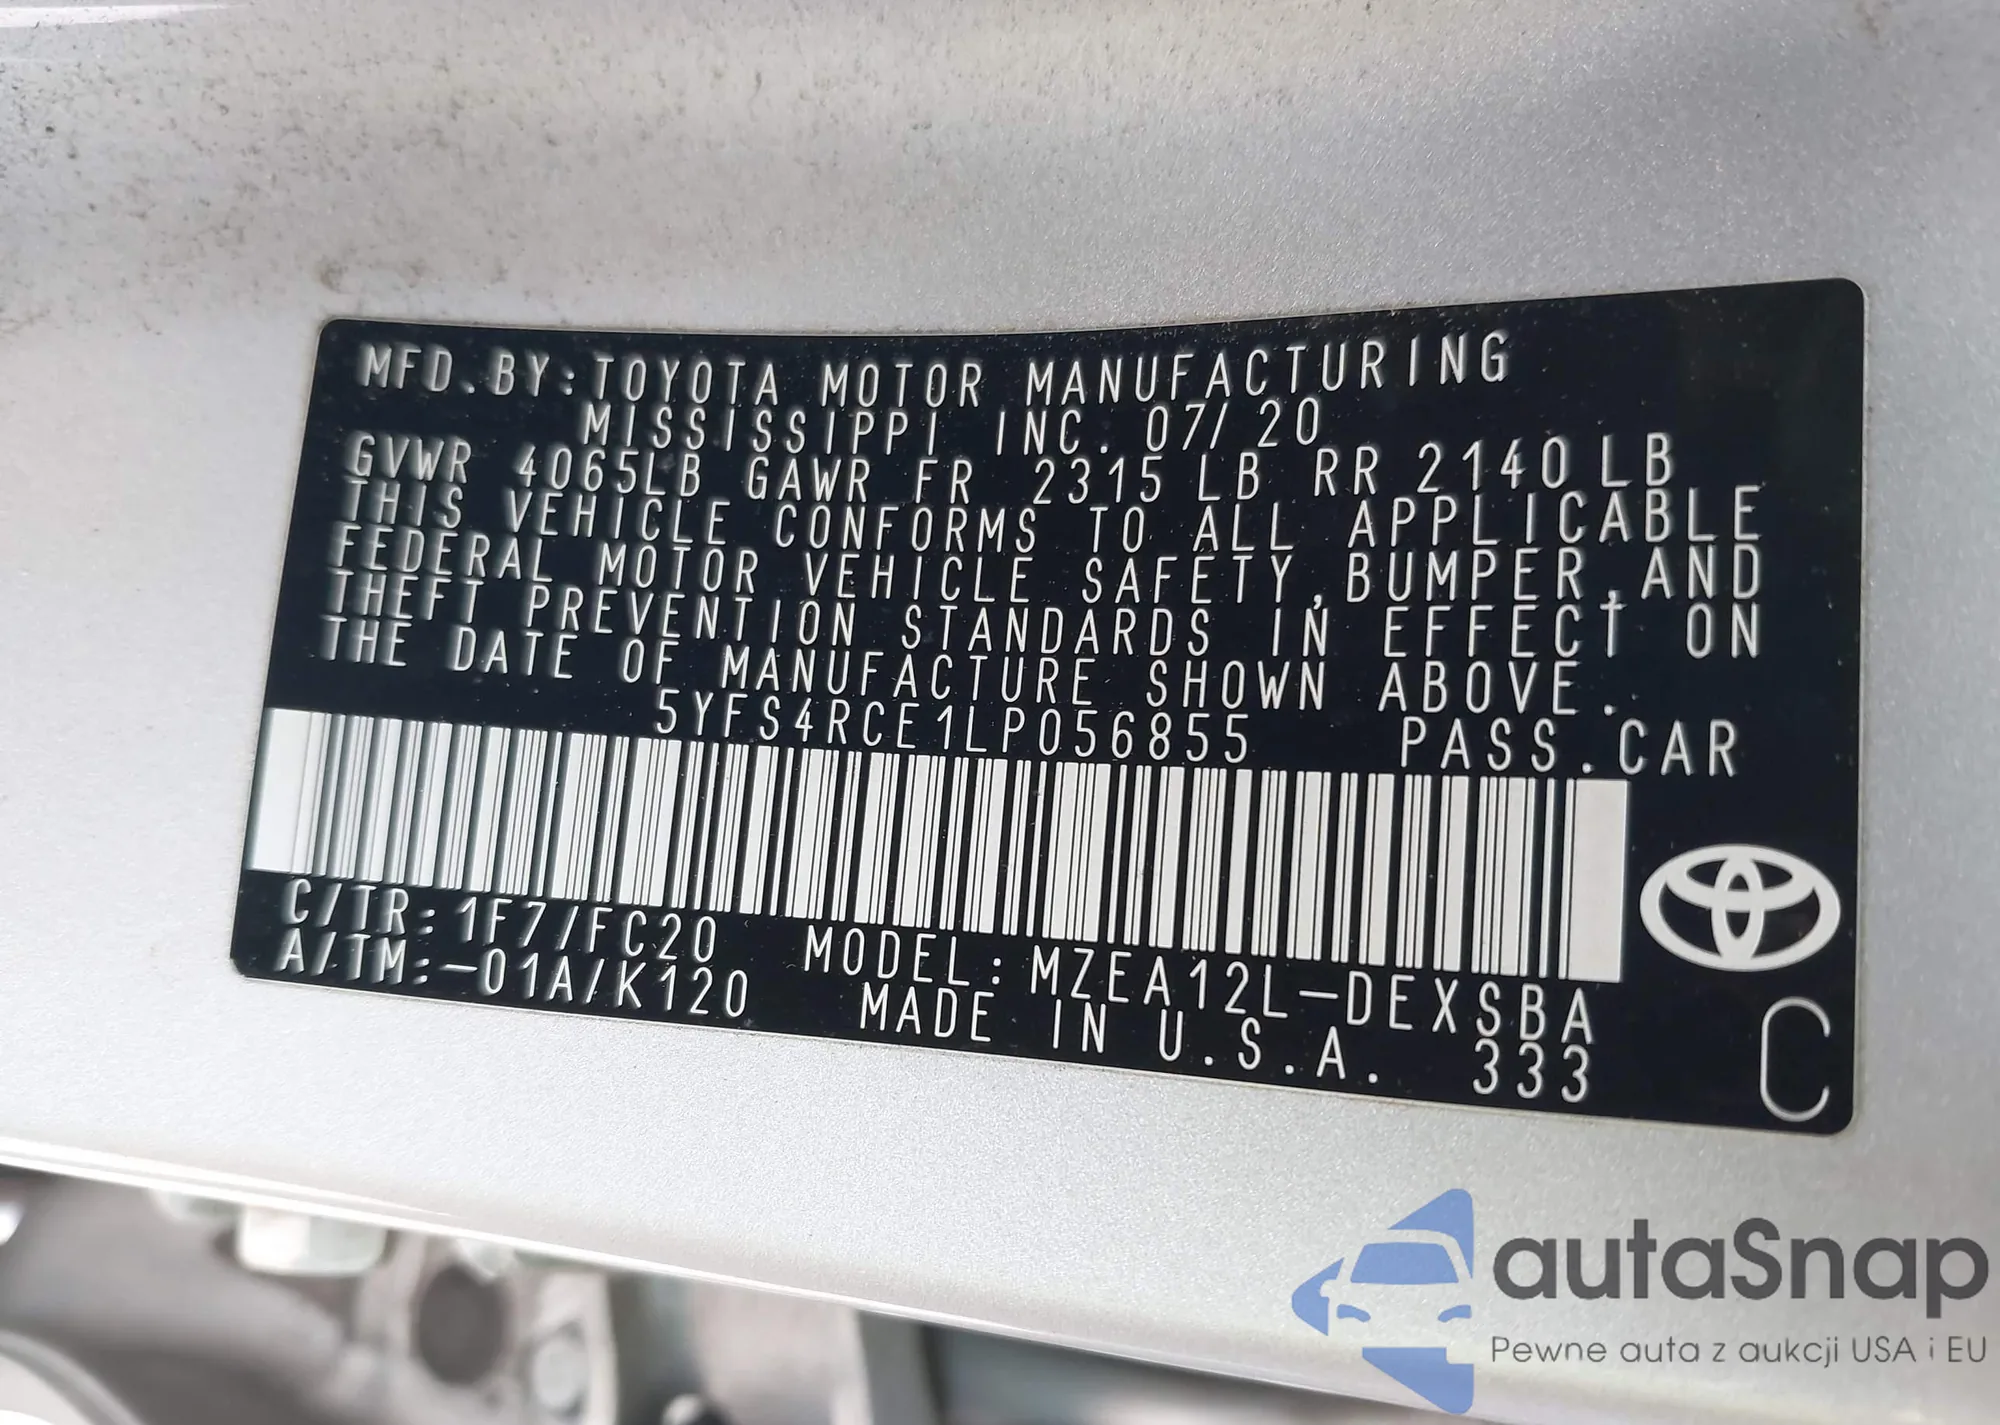 MFD.BY:TOYOTA MOTOR MANUFACTURING
MISSISSIPPI INC. 07/20
GVWR 4065LB GAWR FR 2315 LB RR 2140LB
THIS VEHICLE CONFORMS TO ALL APPLICABLE
FEDERAL MOTOR VEHICLE SAFETY,BUMPER,AND
THEFT PREVENTION STANDARDS IN EFFECT ON
THE DATE OF MANUFACTURE SHOWN ABOVE.
5YFS4RCE1LP056855 PASS.CAR
C/TR:1F7/FC20 MODEL:MZEA12L-DEXSBA
A/TM:-01A/K120 MADE IN U.S.A. 333
C
autaSnap
Pewne auta z aukcji USA i EU